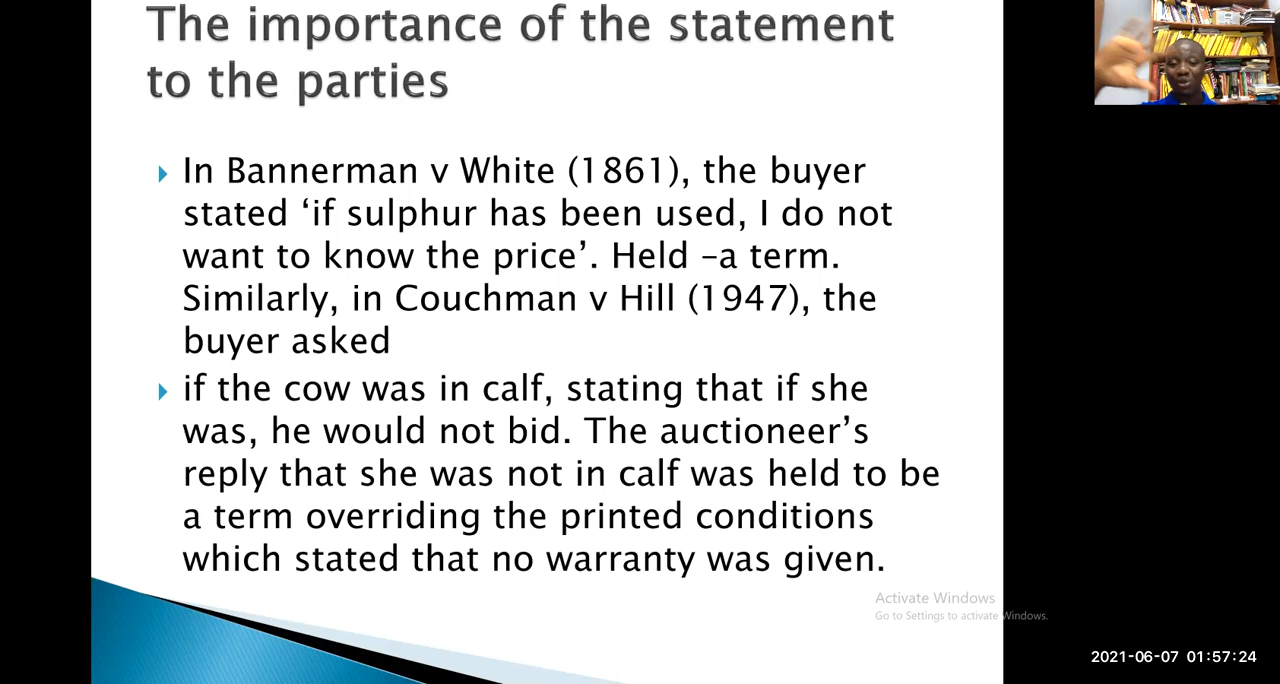 The importance of the statement
to the parties
In Bannerman v White (1861), the buyer
stated ‘if sulphur has been used, I do not
want to know the price’. Held –a term.
Similarly, in Couchman v Hill (1947), the
buyer asked
if the cow was in calf, stating that if she
was, he would not bid. The auctioneer’s
reply that she was not in calf was held to be
a term overriding the printed conditions
which stated that no warranty was given.
Activate Windows
Go to Settings to activate Windows.
2021-06-07 01:57:24